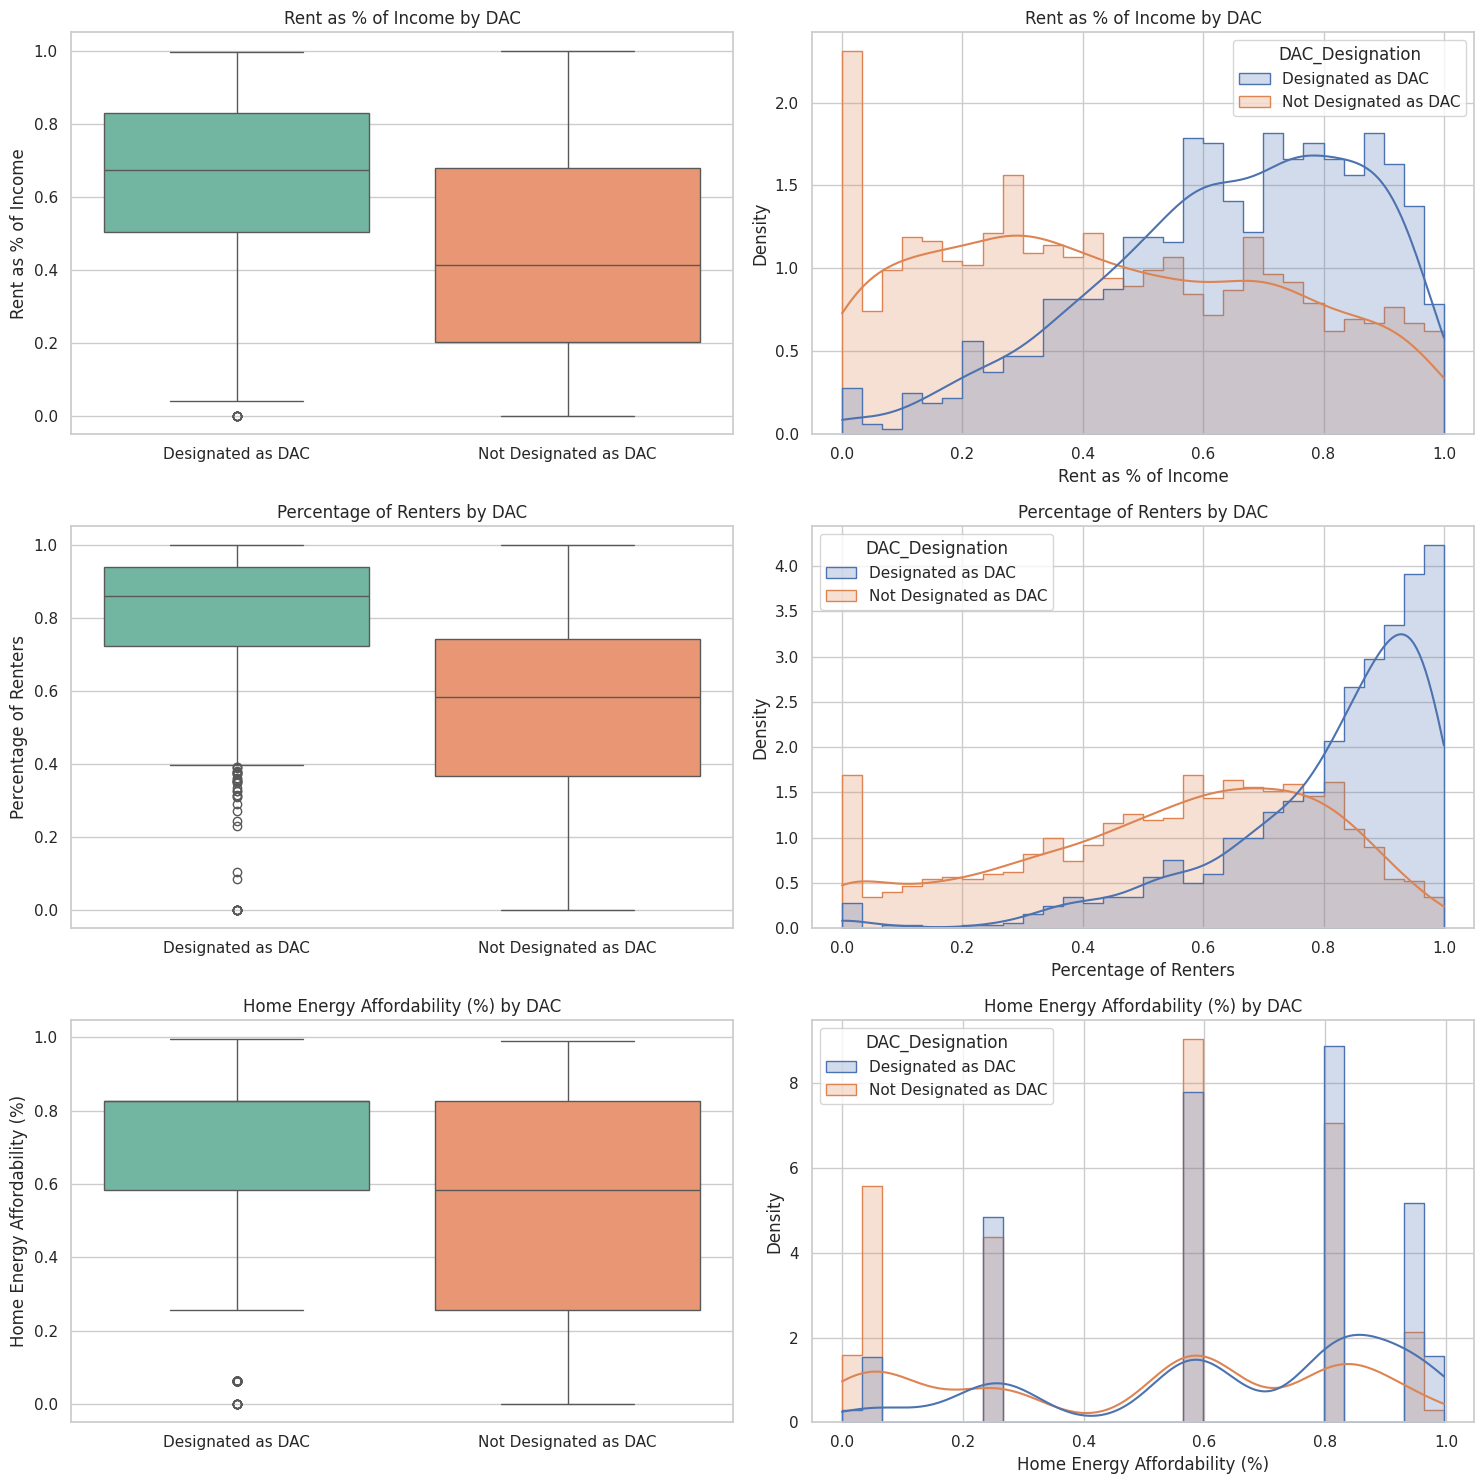 Rent as % of Income by DAC
Rent as % of Income
1.0
0.8
0.6
0.4
0.2
0.0
Designated as DAC
Not Designated as DAC
Rent as % of Income by DAC
Density
2.0
1.5
1.0
0.5
0.0
DAC_Designation
Designated as DAC
Not Designated as DAC
0.0 0.2 0.4 0.6 0.8 1.0
Rent as % of Income
Percentage of Renters by DAC
Percentage of Renters
1.0
0.8
0.6
0.4
0.2
0.0
Designated as DAC
Not Designated as DAC
Percentage of Renters by DAC
Density
4.0
3.5
3.0
2.5
2.0
1.5
1.0
0.5
0.0
DAC_Designation
Designated as DAC
Not Designated as DAC
0.0 0.2 0.4 0.6 0.8 1.0
Percentage of Renters
Home Energy Affordability (%) by DAC
Home Energy Affordability (%)
1.0
0.8
0.6
0.4
0.2
0.0
Designated as DAC
Not Designated as DAC
Home Energy Affordability (%) by DAC
Density
8
6
4
2
0
DAC_Designation
Designated as DAC
Not Designated as DAC
0.0 0.2 0.4 0.6 0.8 1.0
Home Energy Affordability (%)